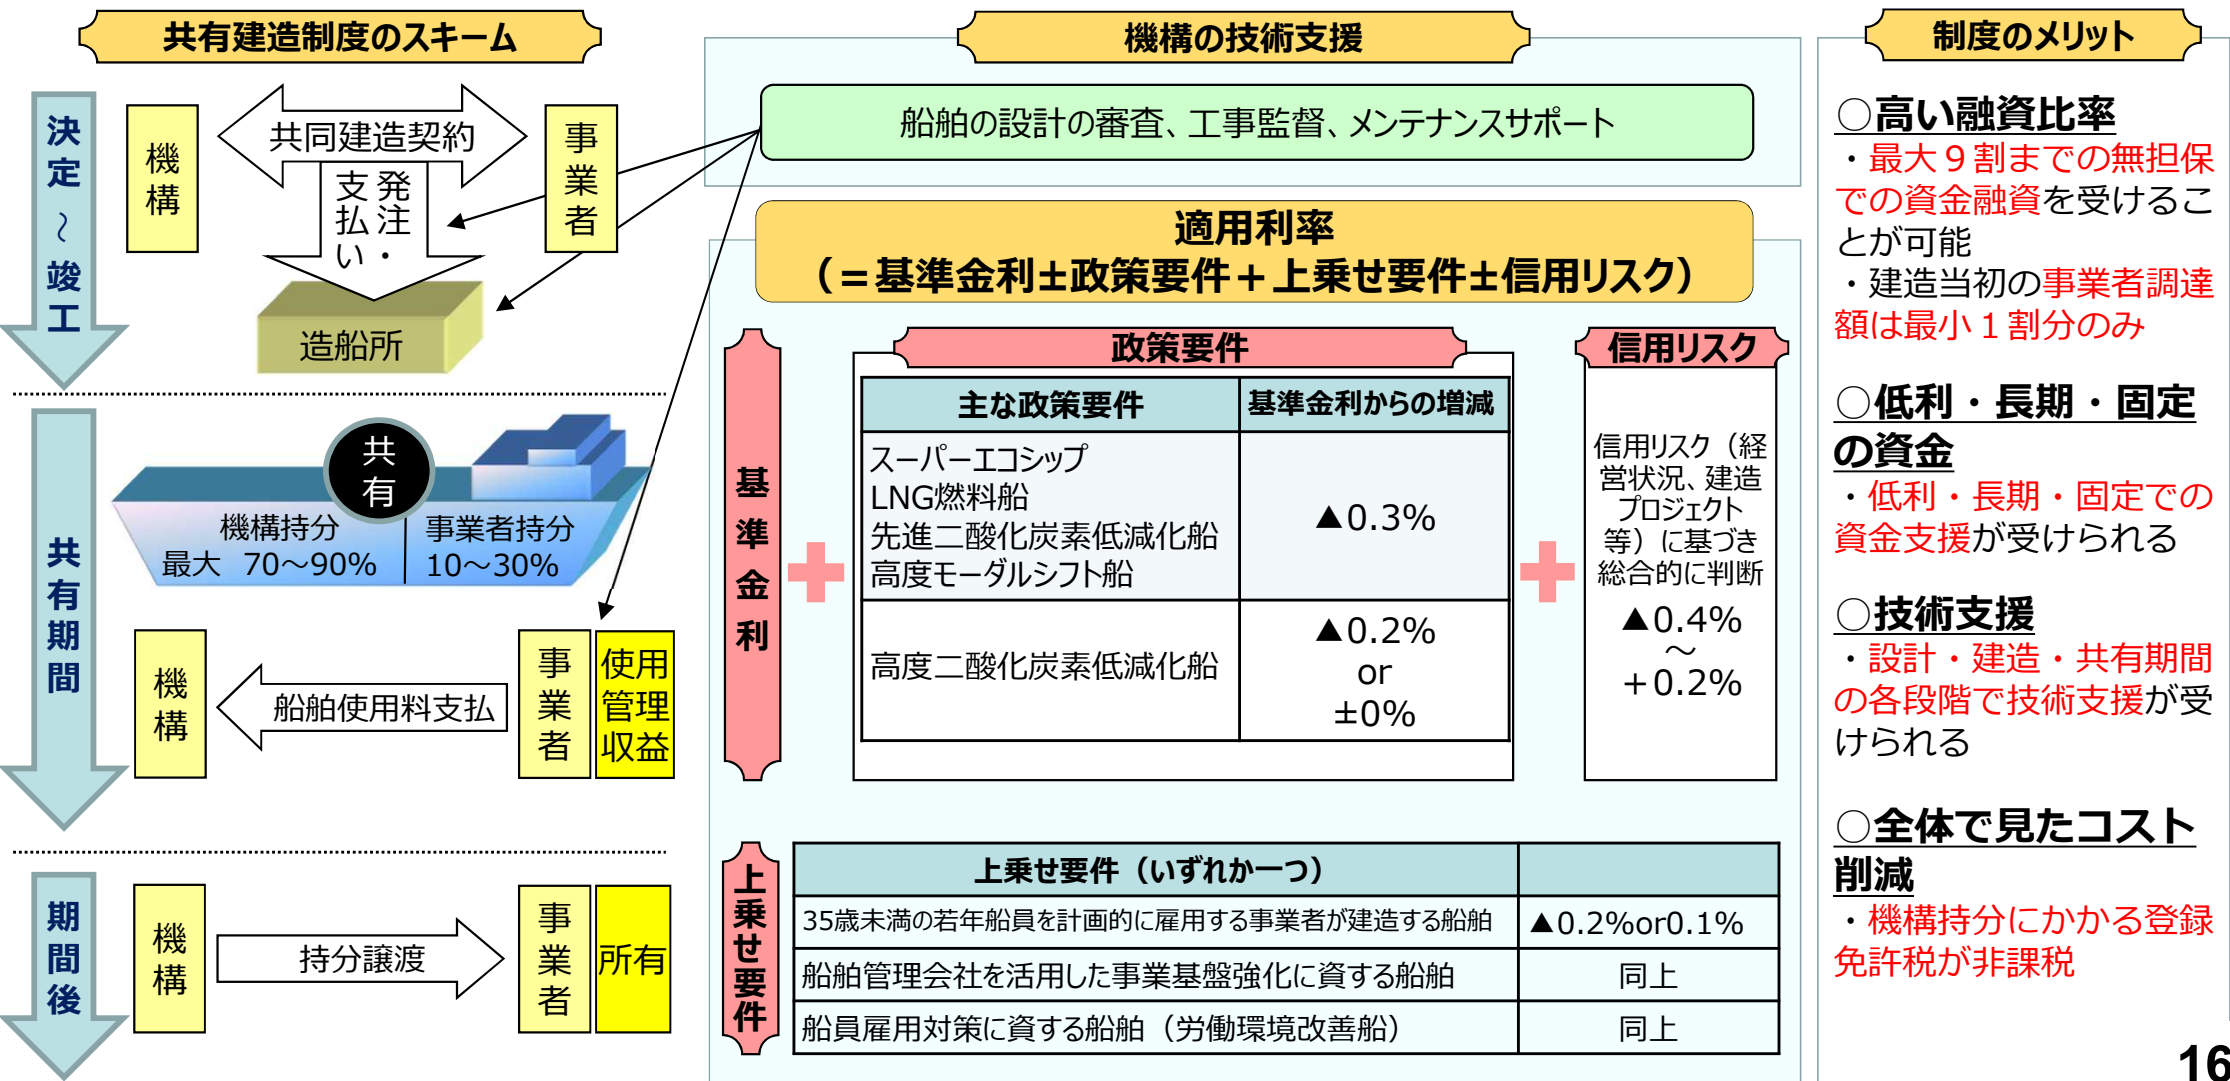 共有建造制度のスキーム
決定～竣工
機構
共同建造契約
事業者
発注・
支払い
造船所
共有期間
共有
機構持分
最大 70～90%
事業者持分
10～30%
機構
船舶使用料支払
事業者
使用
管理
収益
期間後
機構
持分譲渡
事業者
所有
機構の技術支援
船舶の設計の審査、工事監督、メンテナンスサポート
適用利率
（＝基準金利±政策要件＋上乗せ要件±信用リスク）
基準金利
政策要件
主な政策要件
基準金利からの増減
スーパーエコシップ
LNG燃料船
先進二酸化炭素低減化船
高度モーダルシフト船
▲0.3%
高度二酸化炭素低減化船
▲0.2%
or
±0%
信用リスク
信用リスク（経
営状況、建造
プロジェクト
等）に基づき
総合的に判断
▲0.4%
～
＋0.2%
上乗せ要件
上乗せ要件（いずれか一つ）
35歳未満の若年船員を計画的に雇用する事業者が建造する船舶
▲0.2%or0.1%
船舶管理会社を活用した事業基盤強化に資する船舶
同上
船員雇用対策に資する船舶（労働環境改善船）
同上
制度のメリット
○高い融資比率
・最大９割までの無担保
での資金融資を受けるこ
とが可能
・建造当初の事業者調達
額は最小１割分のみ
○低利・長期・固定
の資金
・低利・長期・固定での
資金支援が受けられる
○技術支援
・設計・建造・共有期間
の各段階で技術支援が受
けられる
○全体で見たコスト
削減
・機構持分にかかる登録
免許税が非課税
16